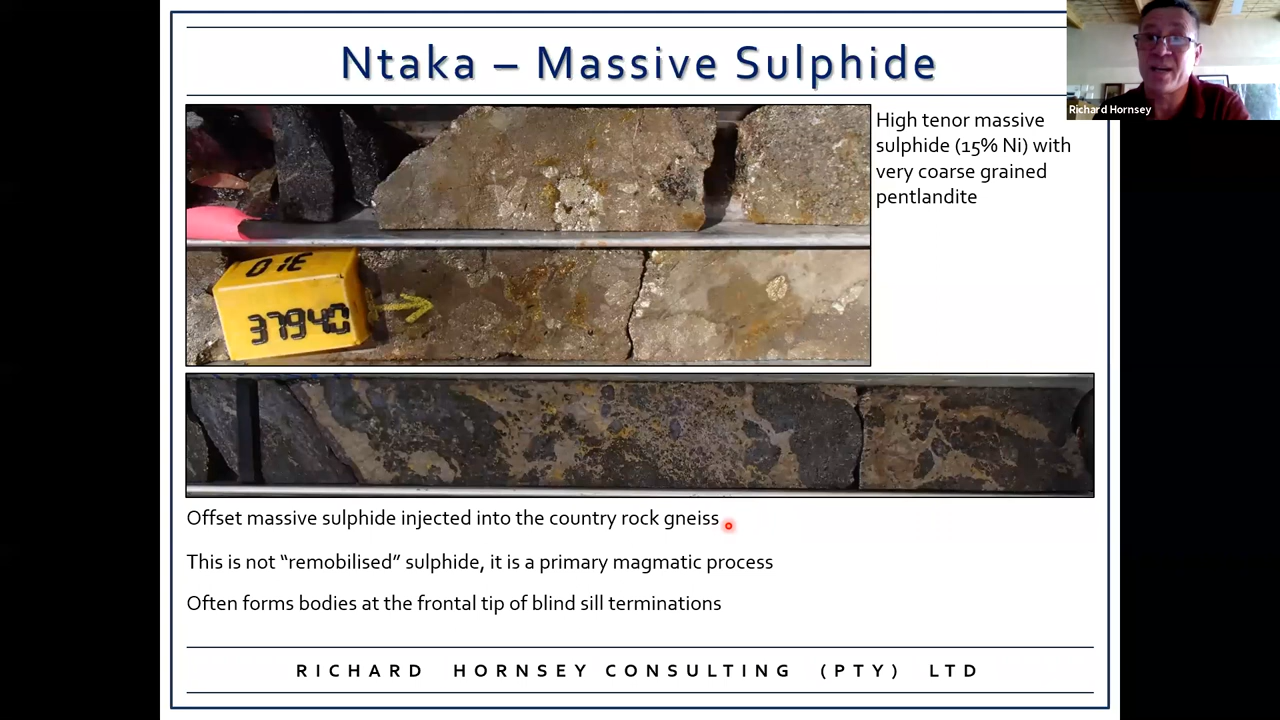 Ntaka – Massive Sulphide
Richard Hornsey
High tenor massive
sulphide (15% Ni) with
very coarse grained
pentlandite
01E
37940
Offset massive sulphide injected into the country rock gneiss
This is not “remobilised” sulphide, it is a primary magmatic process
Often forms bodies at the frontal tip of blind sill terminations
RICHARD HORNSEY CONSULTING (PTY) LTD